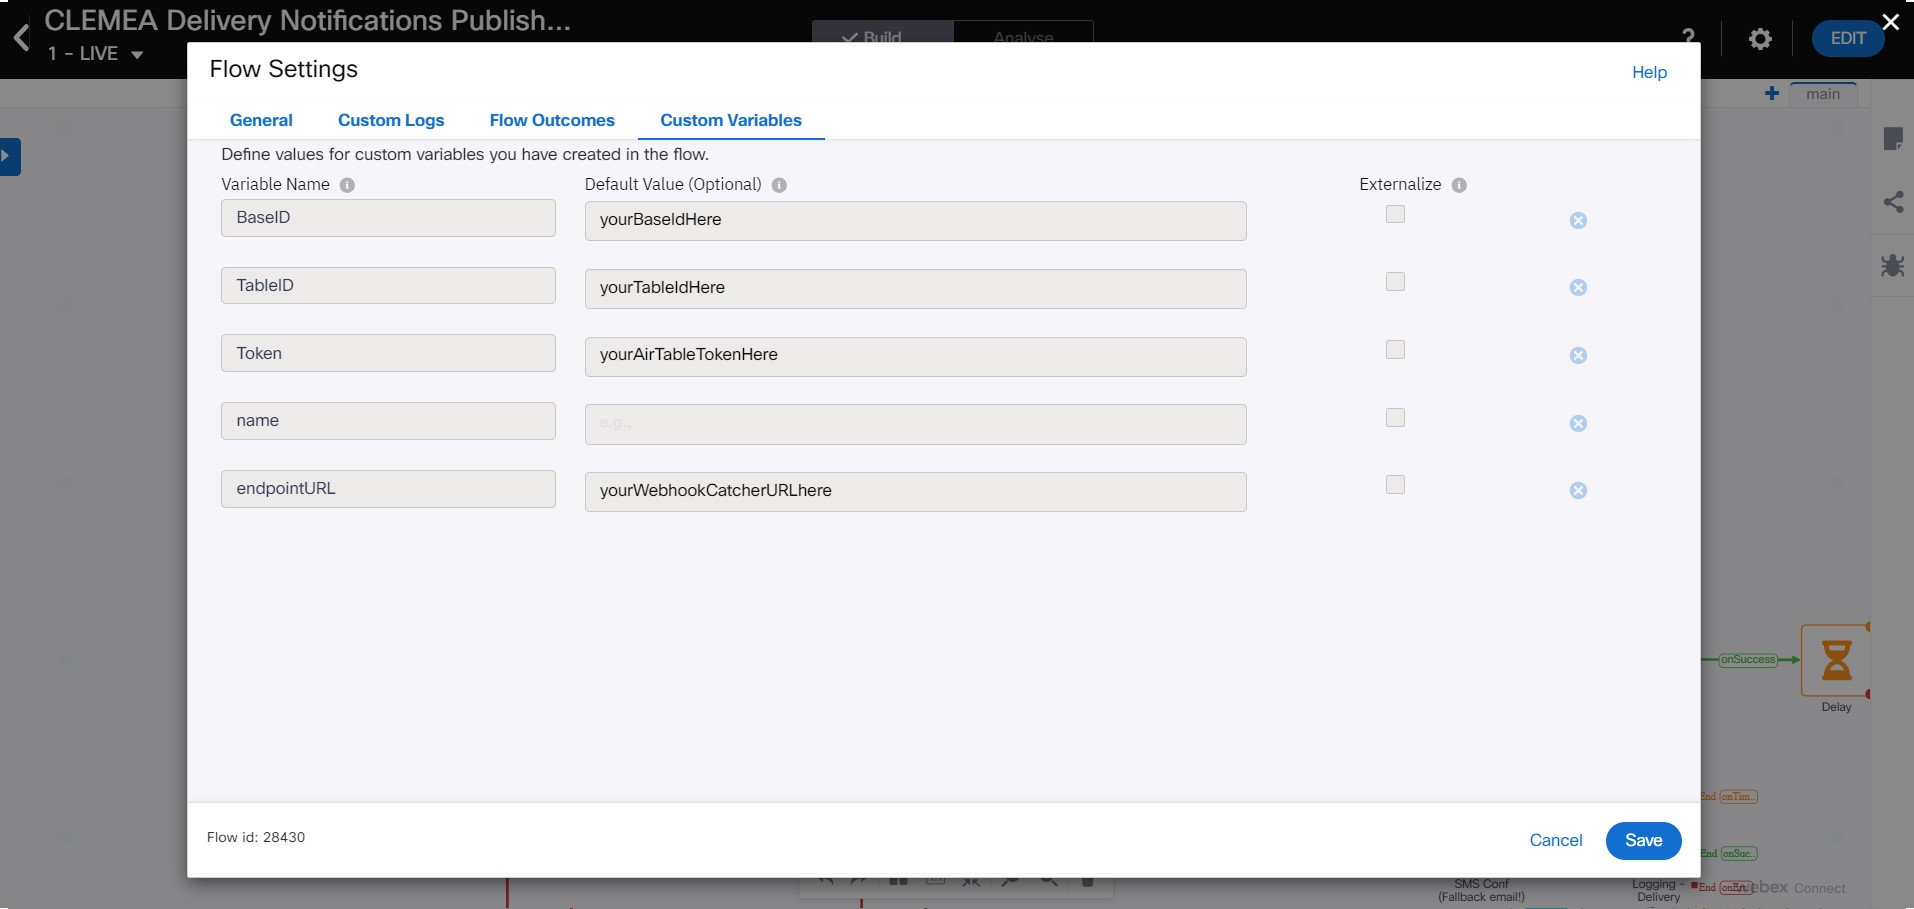 CLEMEA Delivery Notifications Publish...
1 - LIVE
Build
Analyse
?
EDIT
Flow Settings
Help
General
Custom Logs
Flow Outcomes
Custom Variables
main
Define values for custom variables you have created in the flow.
Variable Name
Default Value (Optional)
Externalize
BaseID
yourBaseIdHere
TableID
yourTableIdHere
Token
yourAirTableTokenHere
name
e.g.,
endpointURL
yourWebhookCatcherURLhere
onSuccess
Delay
End onTim..
Flow id: 28430
Cancel
Save
End onSuc..
SMS Conf
(Fallback email!)
Logging -
Delivery
End onErr..
webex Connect